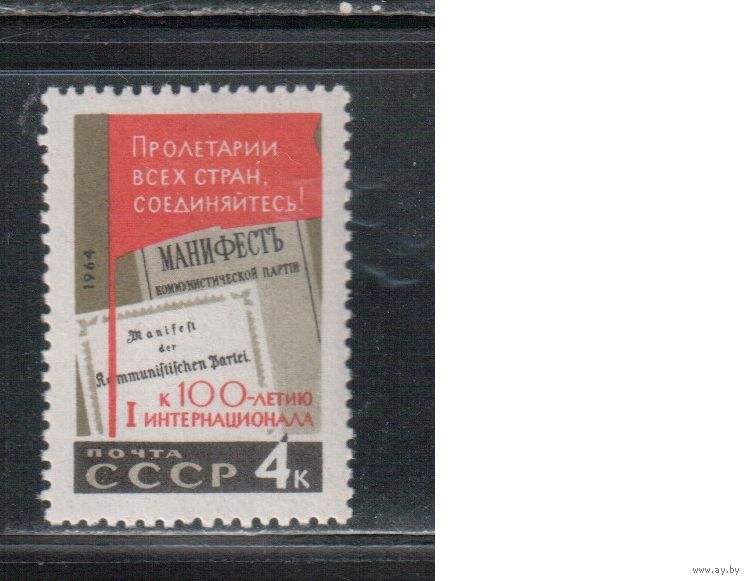 ПРОЛЕТАРИИ
ВСЕХ СТРАН,
СОЕДИНЯЙТЕСЬ!
1964
МАНИФЕСТЪ
КОММУНИСТИЧЕСКОЙ ПАРТІИ
Manifest
der
Kommunistischen Partei.
К 100-ЛЕТИЮ
I ИНТЕРНАЦИОНАЛА
ПОЧТА
СССР 4К
www.ay.by